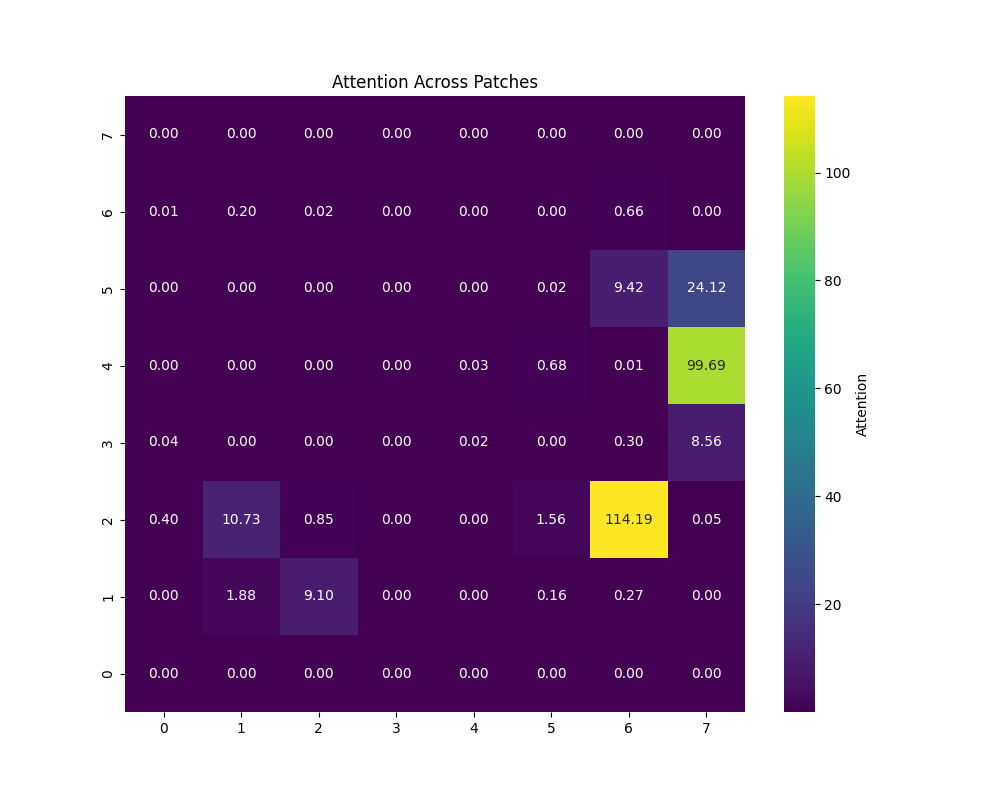 Attention Across Patches
7 0.00 0.00 0.00 0.00 0.00 0.00 0.00 0.00
6 0.01 0.20 0.02 0.00 0.00 0.00 0.66 0.00
5 0.00 0.00 0.00 0.00 0.00 0.02 9.42 24.12
4 0.00 0.00 0.00 0.00 0.03 0.68 0.01 99.69
3 0.04 0.00 0.00 0.00 0.02 0.00 0.30 8.56
2 0.40 10.73 0.85 0.00 0.00 1.56 114.19 0.05
1 0.00 1.88 9.10 0.00 0.00 0.16 0.27 0.00
0 0.00 0.00 0.00 0.00 0.00 0.00 0.00 0.00
0 1 2 3 4 5 6 7
100
80
60
40
20
Attention